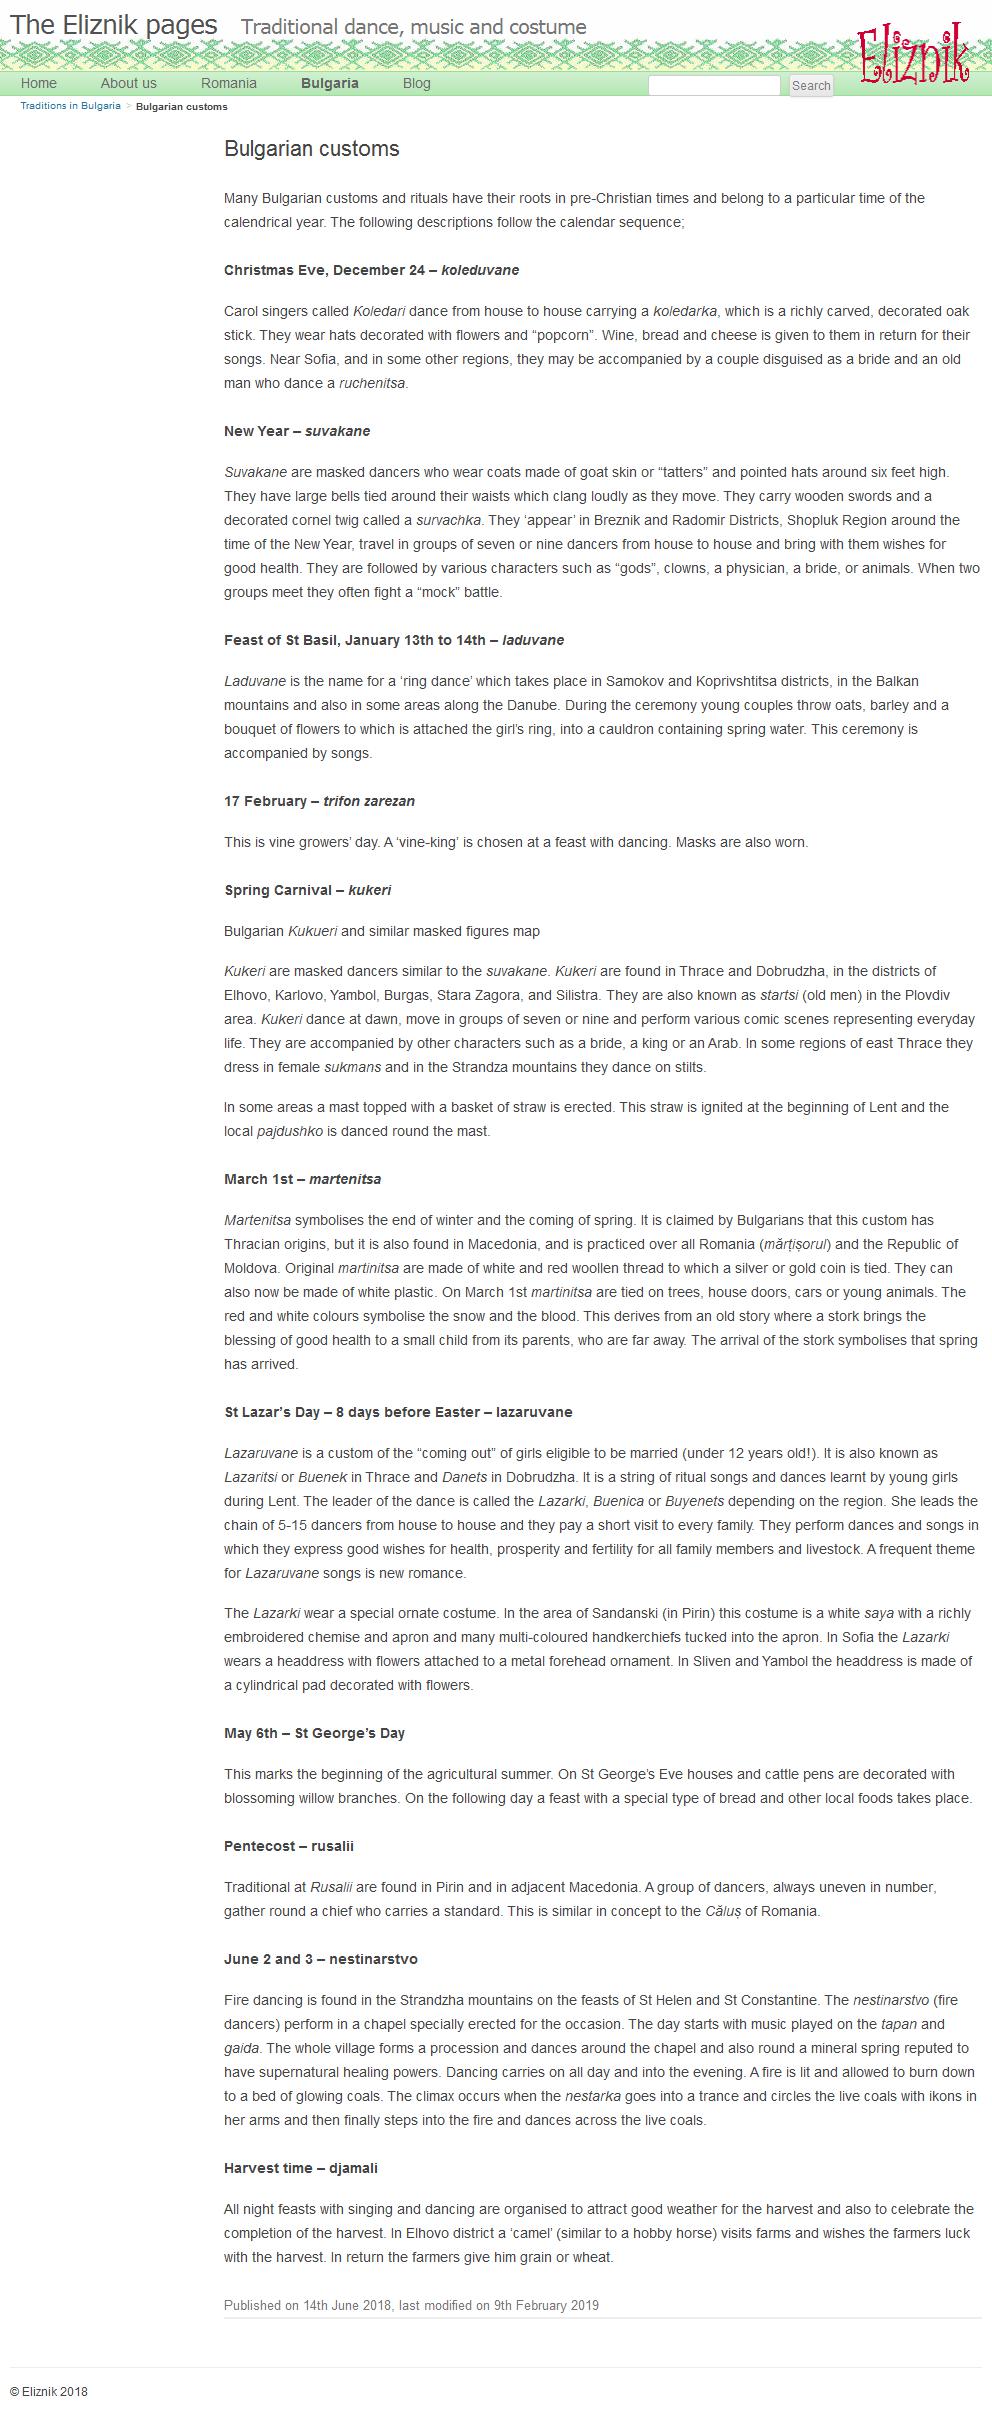 The Eliznik pages Traditional dance, music and costume
Eliznik
Home About us Romania Bulgaria Blog Search
Traditions in Bulgaria > Bulgarian customs
Bulgarian customs
Many Bulgarian customs and rituals have their roots in pre-Christian times and belong to a particular time of the
calendrical year. The following descriptions follow the calendar sequence;
Christmas Eve, December 24 – koleduvane
Carol singers called Koledari dance from house to house carrying a koledarka, which is a richly carved, decorated oak
stick. They wear hats decorated with flowers and “popcorn”. Wine, bread and cheese is given to them in return for their
songs. Near Sofia, and in some other regions, they may be accompanied by a couple disguised as a bride and an old
man who dance a ruchenitsa.
New Year – suvakane
Suvakane are masked dancers who wear coats made of goat skin or “tatters” and pointed hats around six feet high.
They have large bells tied around their waists which clang loudly as they move. They carry wooden swords and a
decorated cornel twig called a survachka. They ‘appear’ in Breznik and Radomir Districts, Shopluk Region around the
time of the New Year, travel in groups of seven or nine dancers from house to house and bring with them wishes for
good health. They are followed by various characters such as “gods”, clowns, a physician, a bride, or animals. When two
groups meet they often fight a “mock” battle.
Feast of St Basil, January 13th to 14th – laduvane
Laduvane is the name for a ‘ring dance’ which takes place in Samokov and Koprivshtitsa districts, in the Balkan
mountains and also in some areas along the Danube. During the ceremony young couples throw oats, barley and a
bouquet of flowers to which is attached the girl’s ring, into a cauldron containing spring water. This ceremony is
accompanied by songs.
17 February – trifon zarezan
This is vine growers’ day. A ‘vine-king’ is chosen at a feast with dancing. Masks are also worn.
Spring Carnival – kukeri
Bulgarian Kukueri and similar masked figures map
Kukeri are masked dancers similar to the suvakane. Kukeri are found in Thrace and Dobrudzha, in the districts of
Elhovo, Karlovo, Yambol, Burgas, Stara Zagora, and Silistra. They are also known as startsi (old men) in the Plovdiv
area. Kukeri dance at dawn, move in groups of seven or nine and perform various comic scenes representing everyday
life. They are accompanied by other characters such as a bride, a king or an Arab. In some regions of east Thrace they
dress in female sukmans and in the Strandza mountains they dance on stilts.
In some areas a mast topped with a basket of straw is erected. This straw is ignited at the beginning of Lent and the
local pajdushko is danced round the mast.
March 1st – martenitsa
Martenitsa symbolises the end of winter and the coming of spring. It is claimed by Bulgarians that this custom has
Thracian origins, but it is also found in Macedonia, and is practiced over all Romania (mărțișorul) and the Republic of
Moldova. Original martinitsa are made of white and red woollen thread to which a silver or gold coin is tied. They can
also now be made of white plastic. On March 1st martinitsa are tied on trees, house doors, cars or young animals. The
red and white colours symbolise the snow and the blood. This derives from an old story where a stork brings the
blessing of good health to a small child from its parents, who are far away. The arrival of the stork symbolises that spring
has arrived.
St Lazar’s Day – 8 days before Easter – lazaruvane
Lazaruvane is a custom of the “coming out” of girls eligible to be married (under 12 years old!). It is also known as
Lazaritsi or Buenek in Thrace and Danets in Dobrudzha. It is a string of ritual songs and dances learnt by young girls
during Lent. The leader of the dance is called the Lazarki, Buenica or Buyenets depending on the region. She leads the
chain of 5-15 dancers from house to house and they pay a short visit to every family. They perform dances and songs in
which they express good wishes for health, prosperity and fertility for all family members and livestock. A frequent theme
for Lazaruvane songs is new romance.
The Lazarki wear a special ornate costume. In the area of Sandanski (in Pirin) this costume is a white saya with a richly
embroidered chemise and apron and many multi-coloured handkerchiefs tucked into the apron. In Sofia the Lazarki
wears a headdress with flowers attached to a metal forehead ornament. In Sliven and Yambol the headdress is made of
a cylindrical pad decorated with flowers.
May 6th – St George’s Day
This marks the beginning of the agricultural summer. On St George’s Eve houses and cattle pens are decorated with
blossoming willow branches. On the following day a feast with a special type of bread and other local foods takes place.
Pentecost – rusalii
Traditional at Rusalii are found in Pirin and in adjacent Macedonia. A group of dancers, always uneven in number,
gather round a chief who carries a standard. This is similar in concept to the Căluș of Romania.
June 2 and 3 – nestinarstvo
Fire dancing is found in the Strandzha mountains on the feasts of St Helen and St Constantine. The nestinarstvo (fire
dancers) perform in a chapel specially erected for the occasion. The day starts with music played on the tapan and
gaida. The whole village forms a procession and dances around the chapel and also round a mineral spring reputed to
have supernatural healing powers. Dancing carries on all day and into the evening. A fire is lit and allowed to burn down
to a bed of glowing coals. The climax occurs when the nestarka goes into a trance and circles the live coals with ikons in
her arms and then finally steps into the fire and dances across the live coals.
Harvest time – djamali
All night feasts with singing and dancing are organised to attract good weather for the harvest and also to celebrate the
completion of the harvest. In Elhovo district a ‘camel’ (similar to a hobby horse) visits farms and wishes the farmers luck
with the harvest. In return the farmers give him grain or wheat.
Published on 14th June 2018, last modified on 9th February 2019
© Eliznik 2018